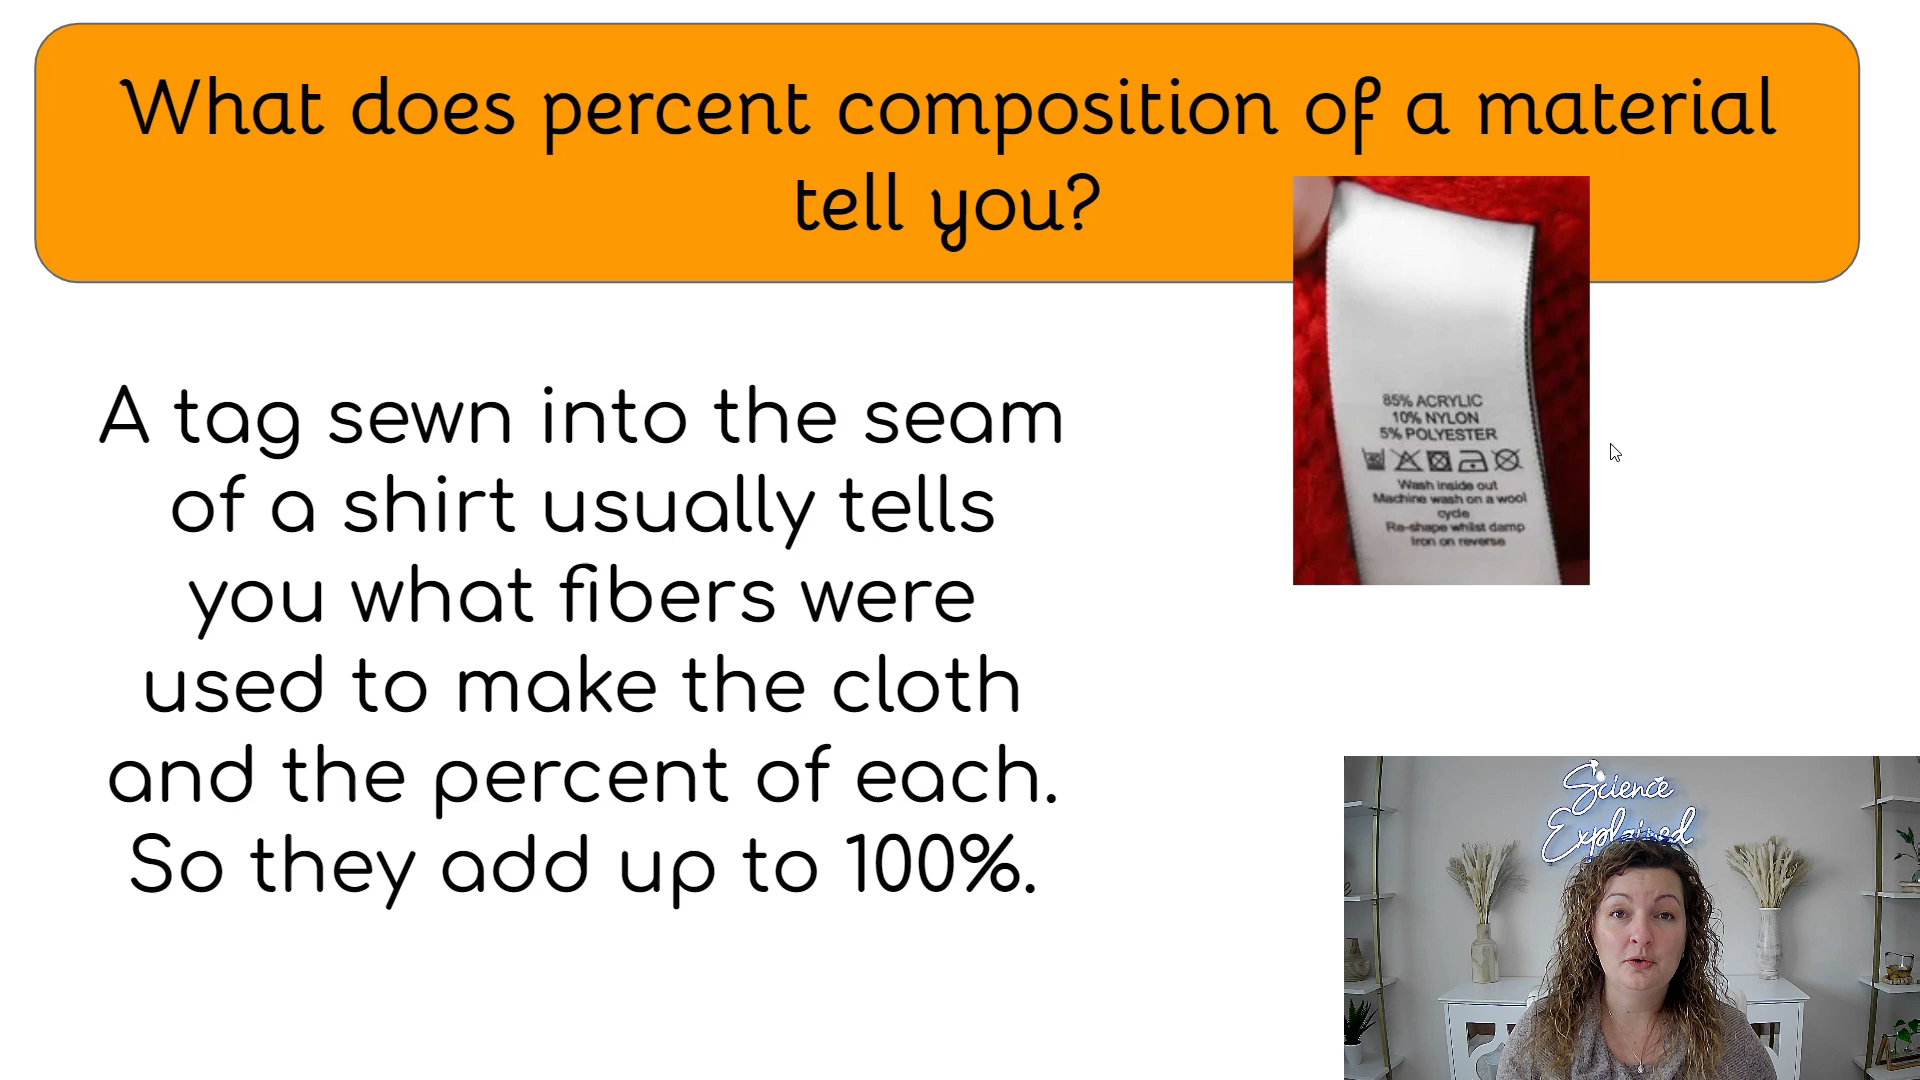 What does percent composition of a material
tell you?
A tag sewn into the seam
of a shirt usually tells
you what fibers were
used to make the cloth
and the percent of each.
So they add up to 100%.
85% ACRYLIC
10% NYLON
5% POLYESTER
Wash inside out
Machine wash on a wool
cycle
Re-shape whilst damp
Iron on reverse
Science
Explained